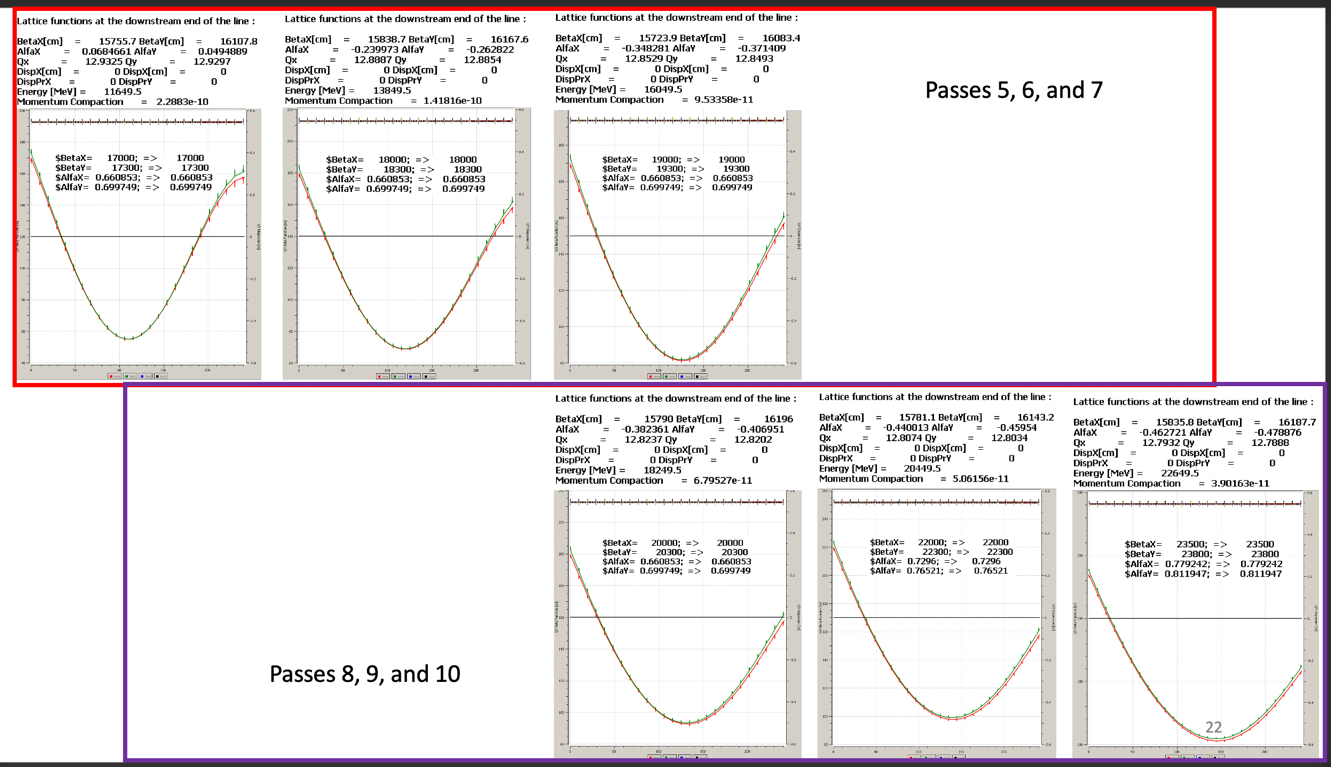 Lattice functions at the downstream end of the line :
BetaX[cm] = 15755.7 BetaY[cm] = 16107.8
AlfaX = 0.0684661 AlfaY = 0.0494889
Qx = 12.9325 Qy = 12.9297
DispX[cm] = 0 DispX[cm] = 0
DispPrX = 0 DispPrY = 0
Energy [MeV] = 11649.5
Momentum Compaction = 2.2883e-10
$BetaX= 17000; => 17000
$BetaY= 17300; => 17300
$AlfaX= 0.660853; => 0.660853
$AlfaY= 0.699749; => 0.699749
Lattice functions at the downstream end of the line :
BetaX[cm] = 15838.7 BetaY[cm] = 16167.6
AlfaX = -0.239973 AlfaY = -0.262822
Qx = 12.8887 Qy = 12.8854
DispX[cm] = 0 DispX[cm] = 0
DispPrX = 0 DispPrY = 0
Energy [MeV] = 13849.5
Momentum Compaction = 1.41816e-10
$BetaX= 18000; => 18000
$BetaY= 18300; => 18300
$AlfaX= 0.660853; => 0.660853
$AlfaY= 0.699749; => 0.699749
Lattice functions at the downstream end of the line :
BetaX[cm] = 15723.9 BetaY[cm] = 16083.4
AlfaX = -0.348281 AlfaY = -0.371409
Qx = 12.8529 Qy = 12.8493
DispX[cm] = 0 DispX[cm] = 0
DispPrX = 0 DispPrY = 0
Energy [MeV] = 16049.5
Momentum Compaction = 9.53358e-11
$BetaX= 19000; => 19000
$BetaY= 19300; => 19300
$AlfaX= 0.660853; => 0.660853
$AlfaY= 0.699749; => 0.699749
Passes 5, 6, and 7
Passes 8, 9, and 10
Lattice functions at the downstream end of the line :
BetaX[cm] = 15790 BetaY[cm] = 16196
AlfaX = -0.382361 AlfaY = -0.406951
Qx = 12.8237 Qy = 12.8202
DispX[cm] = 0 DispX[cm] = 0
DispPrX = 0 DispPrY = 0
Energy [MeV] = 18249.5
Momentum Compaction = 6.79527e-11
$BetaX= 20000; => 20000
$BetaY= 20300; => 20300
$AlfaX= 0.660853; => 0.660853
$AlfaY= 0.699749; => 0.699749
Lattice functions at the downstream end of the line :
BetaX[cm] = 15781.1 BetaY[cm] = 16143.2
AlfaX = -0.440013 AlfaY = -0.45954
Qx = 12.8074 Qy = 12.8034
DispX[cm] = 0 DispX[cm] = 0
DispPrX = 0 DispPrY = 0
Energy [MeV] = 20449.5
Momentum Compaction = 5.06156e-11
$BetaX= 22000; => 22000
$BetaY= 22300; => 22300
$AlfaX= 0.7296; => 0.7296
$AlfaY= 0.76521; => 0.76521
Lattice functions at the downstream end of the line :
BetaX[cm] = 15835.8 BetaY[cm] = 16187.7
AlfaX = -0.462721 AlfaY = -0.478876
Qx = 12.7932 Qy = 12.7888
DispX[cm] = 0 DispX[cm] = 0
DispPrX = 0 DispPrY = 0
Energy [MeV] = 22649.5
Momentum Compaction = 3.90163e-11
$BetaX= 23500; => 23500
$BetaY= 23800; => 23800
$AlfaX= 0.779242; => 0.779242
$AlfaY= 0.811947; => 0.811947
22